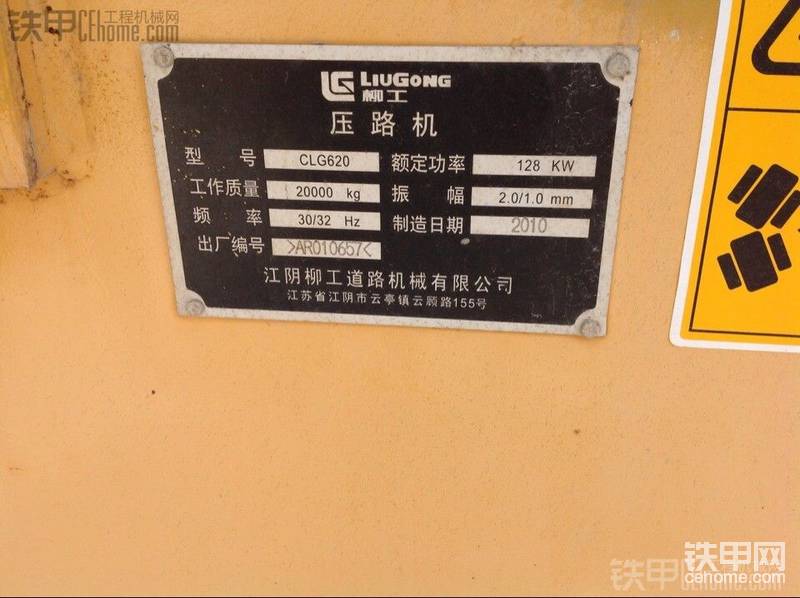 铁甲工程机械网
CEhome.com
LIUGONG
柳工
压路机
型号 CLG620 额定功率 128 KW
工作质量 20000 kg 振幅 2.0/1.0 mm
频率 30/32 Hz 制造日期 2010
出厂编号 >AR010657<
江阴柳工道路机械有限公司
江苏省江阴市云亭镇云顾路155号
铁甲网
cehome.com